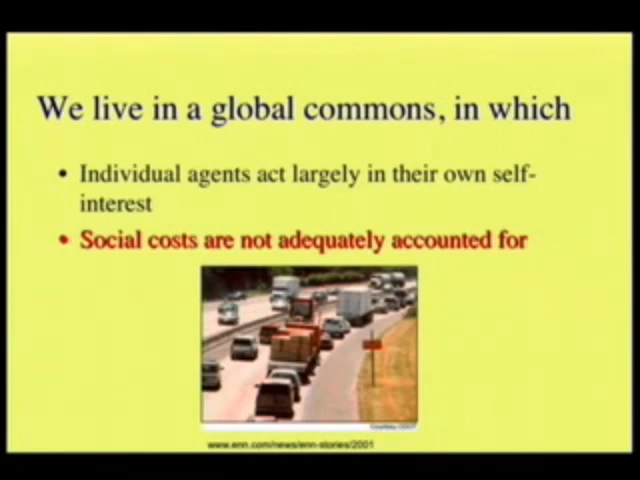 We live in a global commons, in which
• Individual agents act largely in their own self-
interest
• Social costs are not adequately accounted for
www.enn.com/news/enn-stories/2001